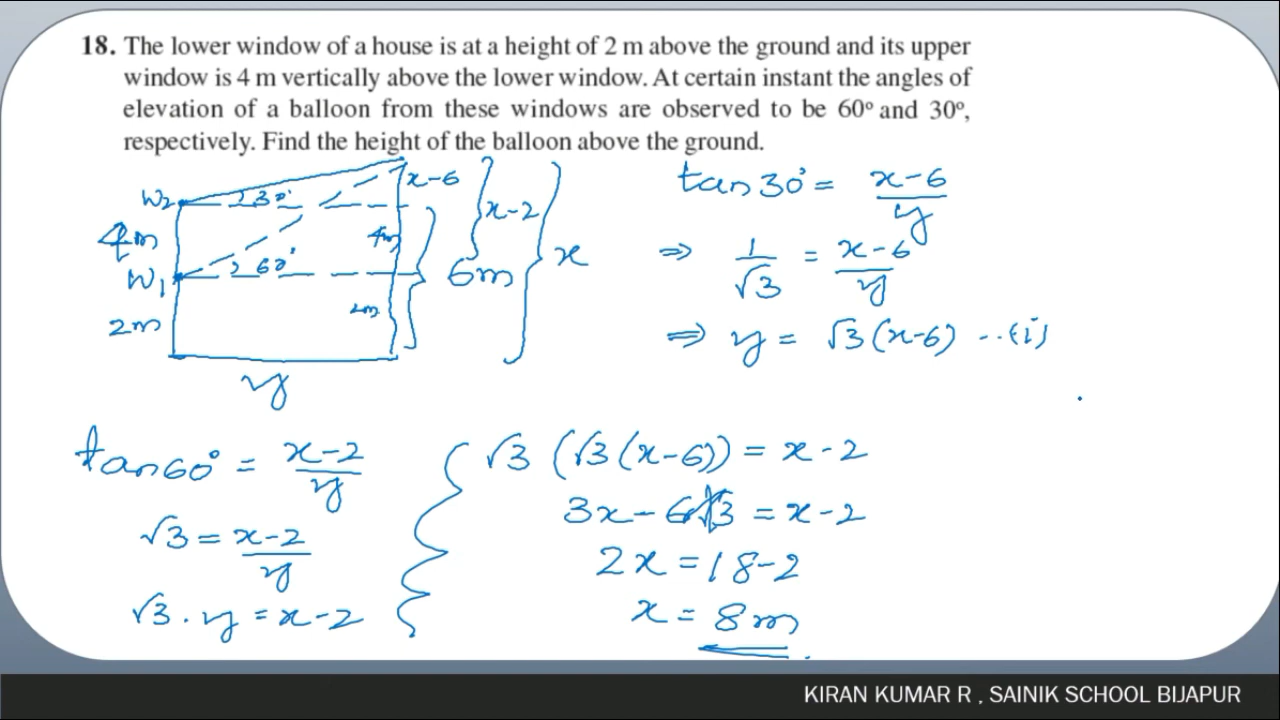 18. The lower window of a house is at a height of 2 m above the ground and its upper
window is 4 m vertically above the lower window. At certain instant the angles of
elevation of a balloon from these windows are observed to be 60° and 30°,
respectively. Find the height of the balloon above the ground.
W₂ 30° x-6
4m 4m x-2
W₁ 60° 6m x
2m 2m
y
tan30° = x-6/y
⇒ 1/√3 = x-6/y
⇒ y = √3(x-6) ...(i)
tan60° = x-2/y
√3 = x-2/y
√3 . y = x-2
√3 (√3(x-6)) = x-2
3x - 6×3 = x-2
2x = 18-2
x = 8m
KIRAN KUMAR R , SAINIK SCHOOL BIJAPUR